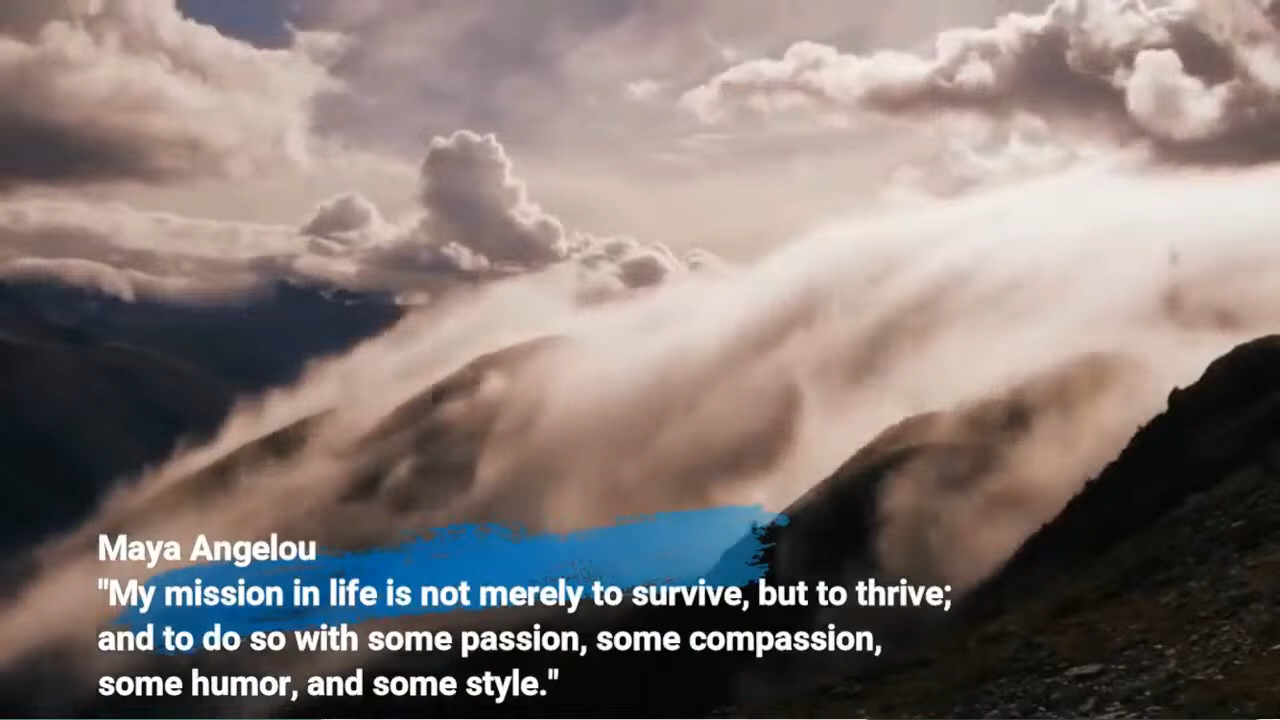 Maya Angelou
"My mission in life is not merely to survive, but to thrive;
and to do so with some passion, some compassion,
some humor, and some style."